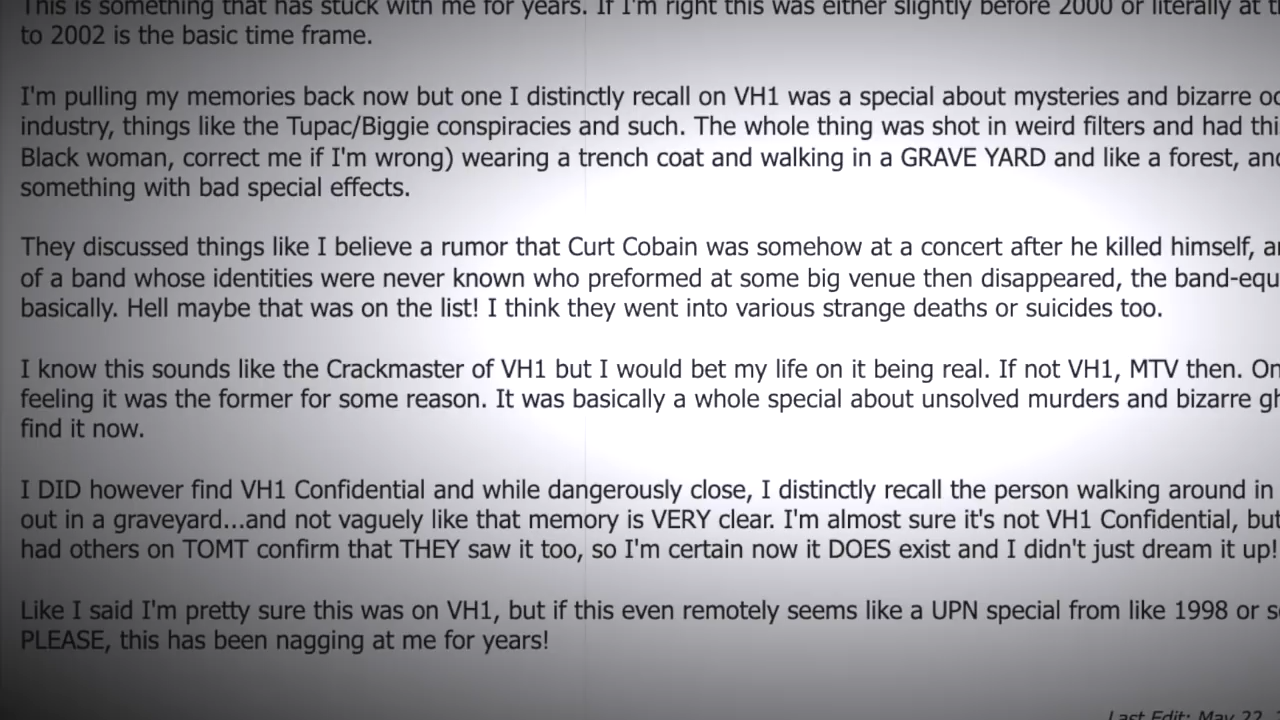 This is something that has stuck with me for years. If I'm right this was either slightly before 2000 or literally at
to 2002 is the basic time frame.
I'm pulling my memories back now but one I distinctly recall on VH1 was a special about mysteries and bizarre
industry, things like the Tupac/Biggie conspiracies and such. The whole thing was shot in weird filters and had
Black woman, correct me if I'm wrong) wearing a trench coat and walking in a GRAVE YARD and like a forest,
something with bad special effects.
They discussed things like I believe a rumor that Curt Cobain was somehow at a concert after he killed himself,
of a band whose identities were never known who preformed at some big venue then disappeared, the
basically. Hell maybe that was on the list! I think they went into various strange deaths or suicides too.
I know this sounds like the Crackmaster of VH1 but I would bet my life on it being real. If not VH1, MTV then.
feeling it was the former for some reason. It was basically a whole special about unsolved murders and bizarre
find it now.
I DID however find VH1 Confidential and while dangerously close, I distinctly recall the person walking around in
out in a graveyard...and not vaguely like that memory is VERY clear. I'm almost sure it's not VH1 Confidential, but
had others on TOMT confirm that THEY saw it too, so I'm certain now it DOES exist and I didn't just dream it up!
Like I said I'm pretty sure this was on VH1, but if this even remotely seems like a UPN special from like 1998 or
PLEASE, this has been nagging at me for years!
Last Edit: May 22,